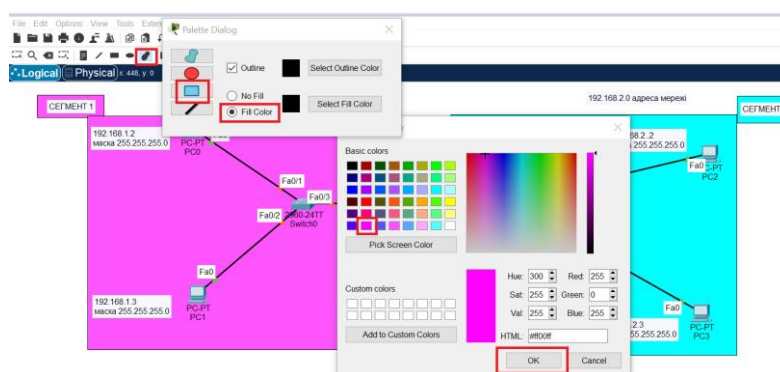 File Edit Options View Tools Exten
Palette Dialog
Outline
Select Outline Color
No Fill
Fill Color
Select Fill Color
Logical
Physical
x: 448, y: 0
СЕГМЕНТ 1
192.168.2.0 адреса мережі
СЕГМЕНТ
192.168.1.2
маска 255.255.255.0
PC-PT
PC0
Fa0/1
Fa0/3
Fa0/2
2960-24TT
Switch0
Fa0
192.168.1.3
маска 255.255.255.0
PC-PT
PC1
Basic colors
Pick Screen Color
Custom colors
Add to Custom Colors
Hue: 300
Red: 255
Sat: 255
Green: 0
Val: 255
Blue: 255
HTML: #ff00ff
OK
Cancel
68.2..2
255.255.255.0
Fa0
C-PT
PC2
Fa0
2.3
55.255.255.0
PC-PT
PC3